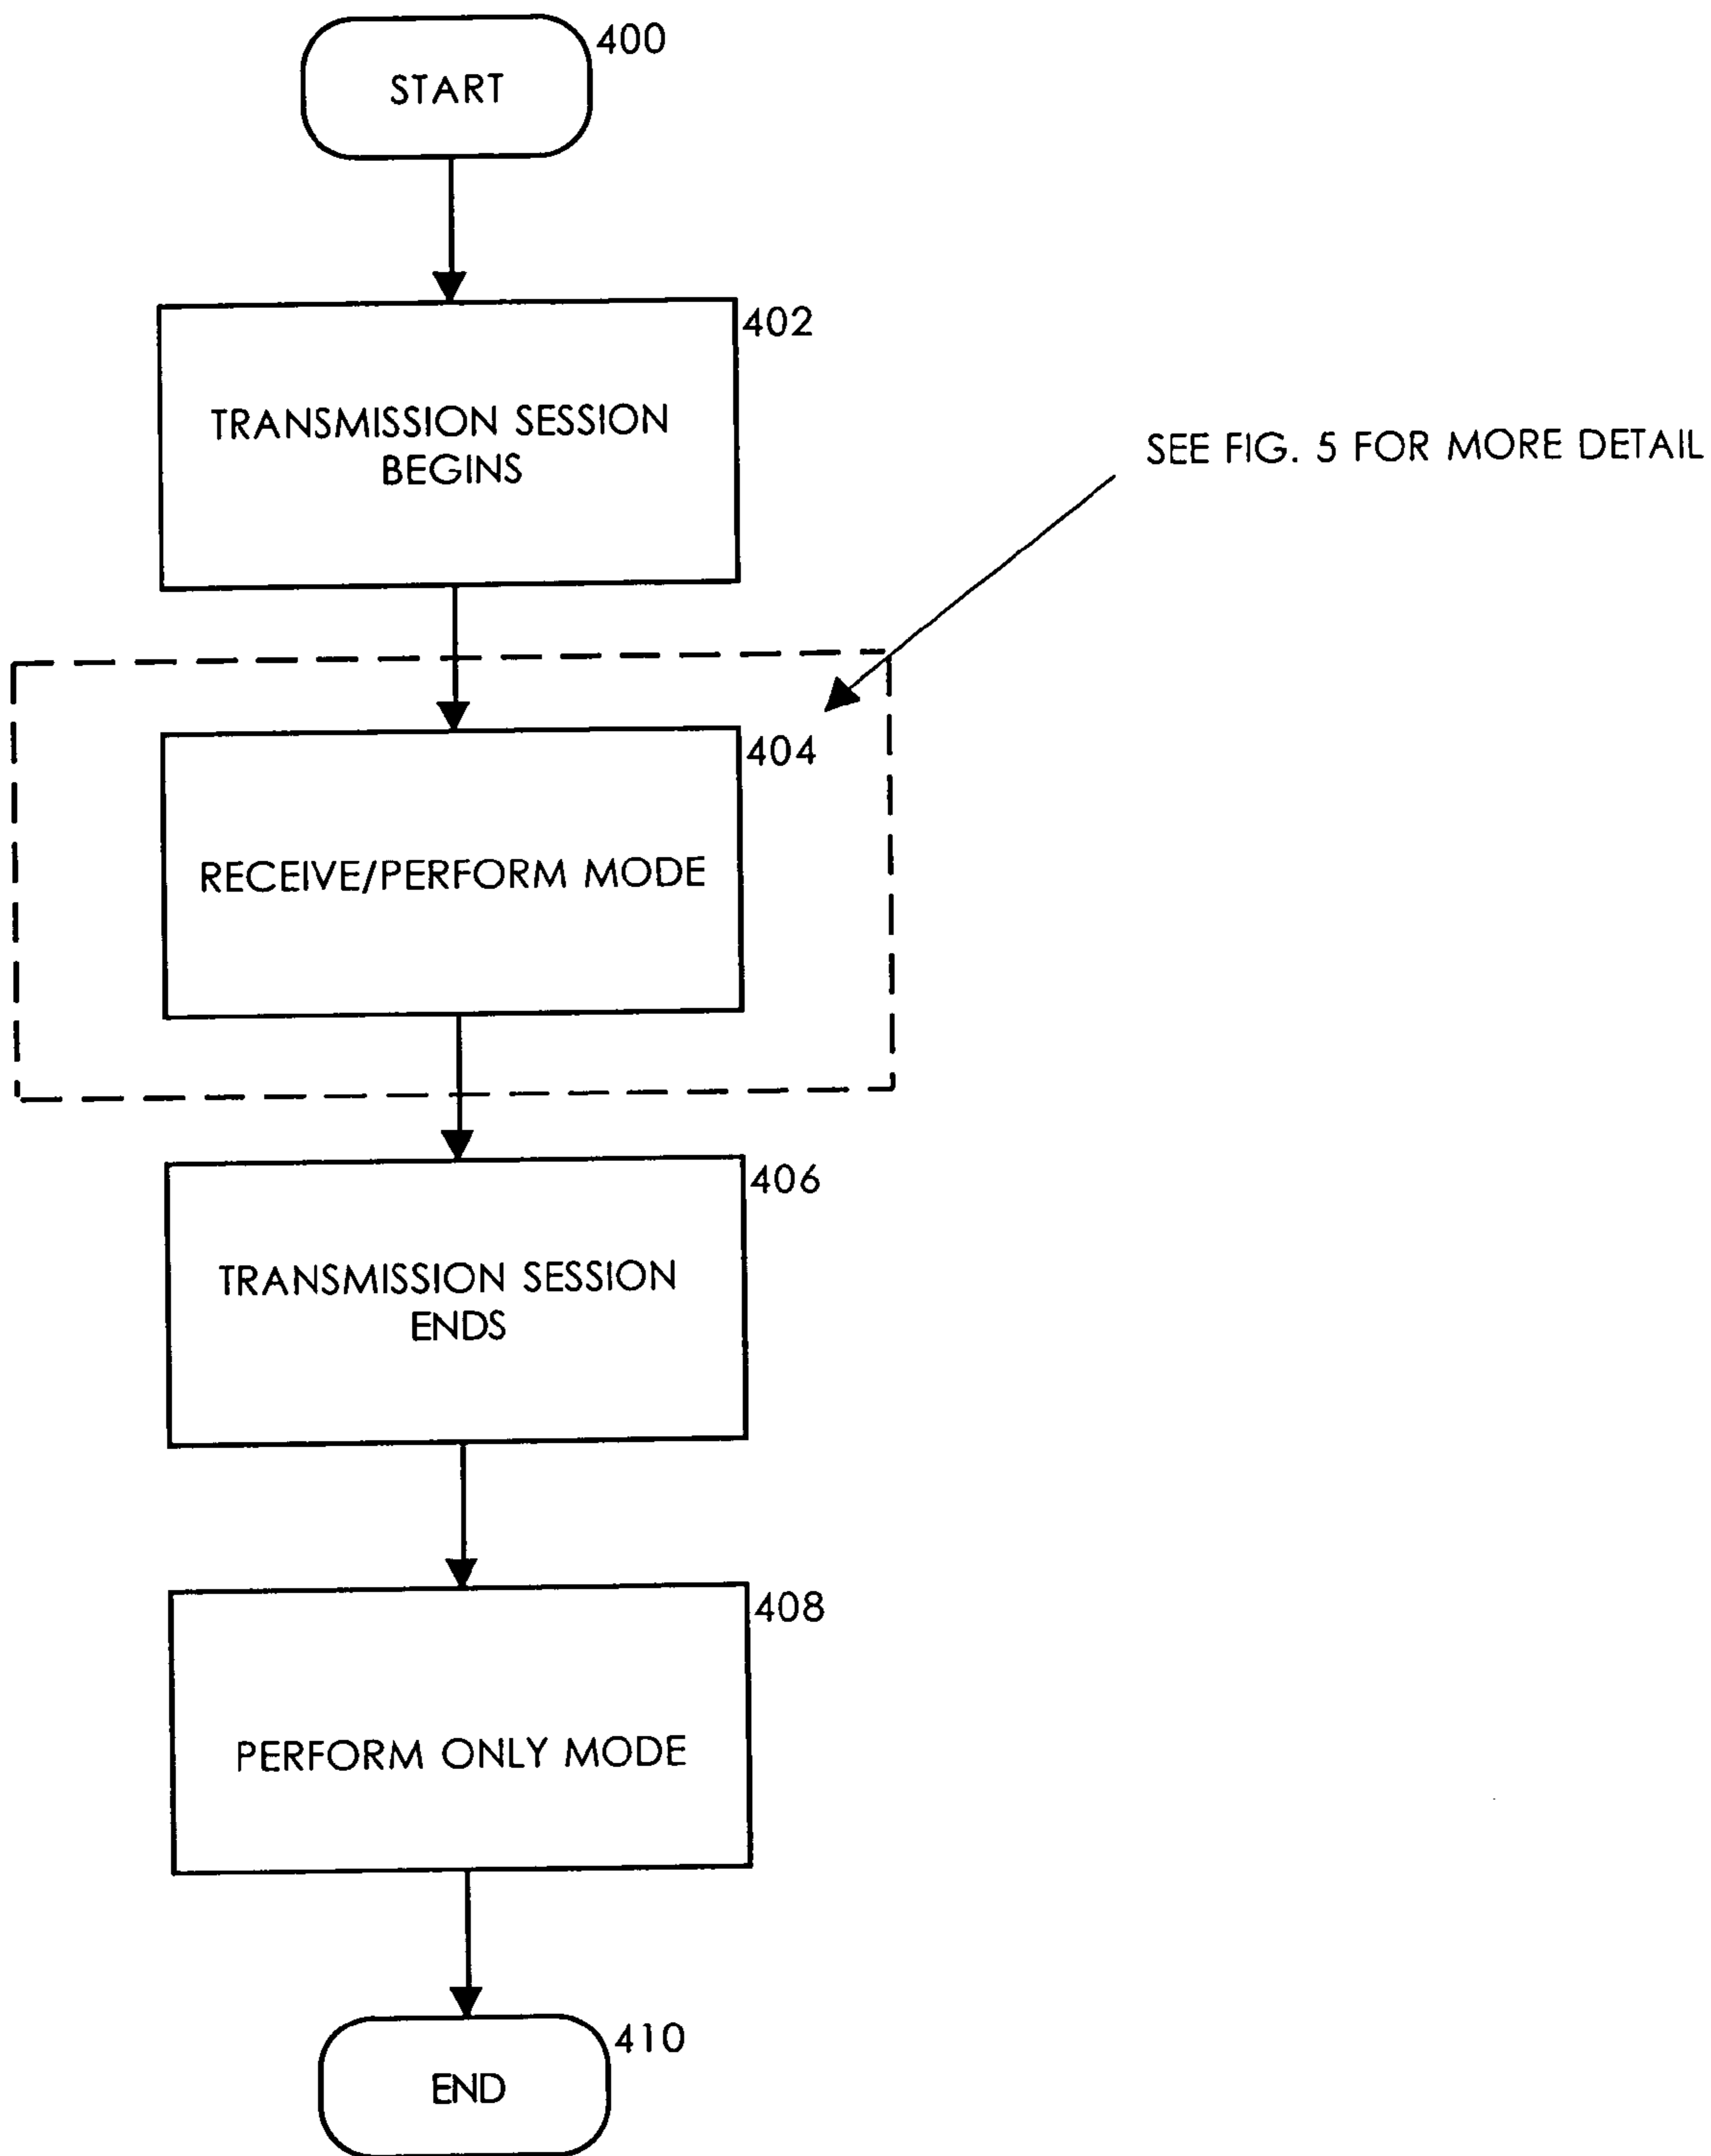 400
START
402
TRANSMISSION SESSION
BEGINS
SEE FIG. 5 FOR MORE DETAIL
404
RECEIVE/PERFORM MODE
406
TRANSMISSION SESSION
ENDS
408
PERFORM ONLY MODE
410
END